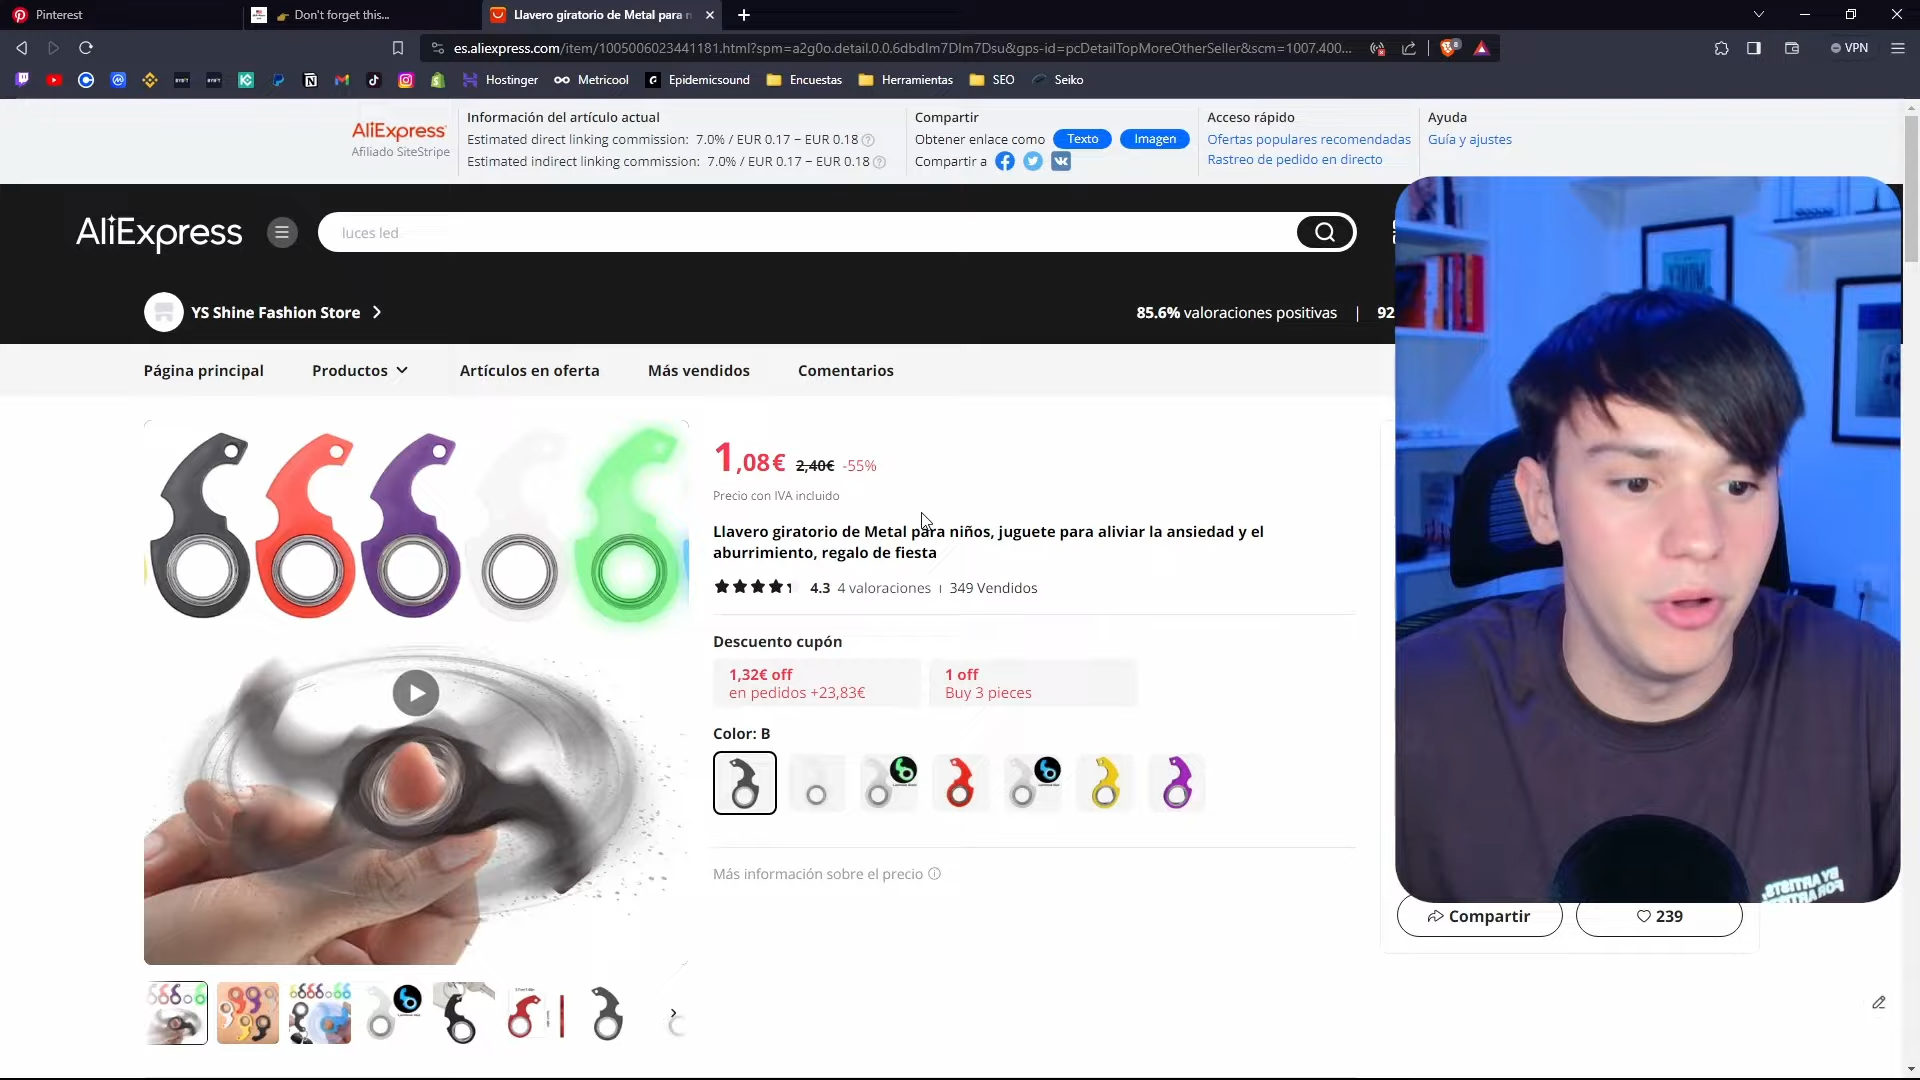 Pinterest
Don't forget this...
Llavero giratorio de Metal para n
es.aliexpress.com/item/1005006023441181.html?spm=a2g0o.detail.0.0.6dbdIm7DIm7Dsu&gps-id=pcDetailTopMoreOtherSeller&scm=1007.400...
VPN
Hostinger
Metricool
Epidemicsound
Encuestas
Herramientas
SEO
Seiko
AliExpress
Afiliado SiteStripe
Información del artículo actual
Estimated direct linking commission: 7.0% / EUR 0.17 ~ EUR 0.18
Estimated indirect linking commission: 7.0% / EUR 0.17 ~ EUR 0.18
Compartir
Obtener enlace como Texto Imagen
Compartir a
Acceso rápido
Ofertas populares recomendadas
Rastreo de pedido en directo
Ayuda
Guía y ajustes
AliExpress
luces led
YS Shine Fashion Store
85.6% valoraciones positivas | 92
Página principal
Productos
Artículos en oferta
Más vendidos
Comentarios
1,08€ 2,40€ -55%
Precio con IVA incluido
Llavero giratorio de Metal para niños, juguete para aliviar la ansiedad y el
aburrimiento, regalo de fiesta
4.3 4 valoraciones | 349 Vendidos
Descuento cupón
1,32€ off
en pedidos +23,83€
1 off
Buy 3 pieces
Color: B
Más información sobre el precio
BY ARTISTS
FOR ARTISTS
Compartir
239